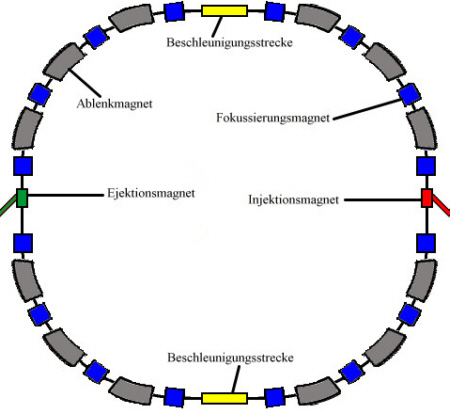 Beschleunigungsstrecke
Ablenkmagnet
Fokussierungsmagnet
Ejektionsmagnet
Injektionsmagnet
Beschleunigungsstrecke